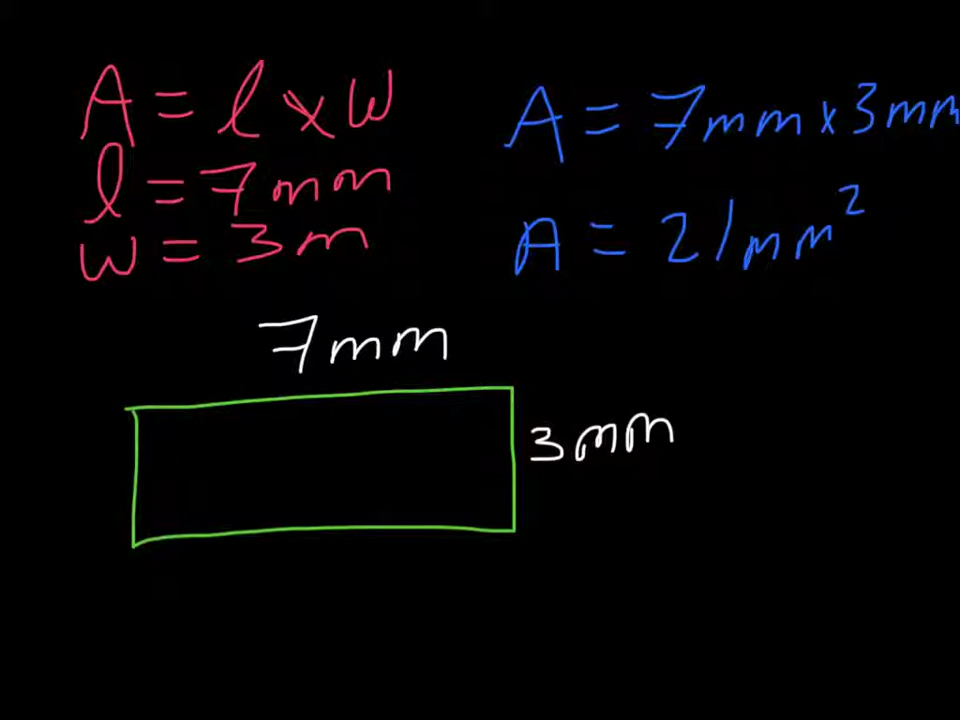 A = l x w
l = 7mm
w = 3m
A = 7mm x 3mm
A = 21mm²
7mm
3mm